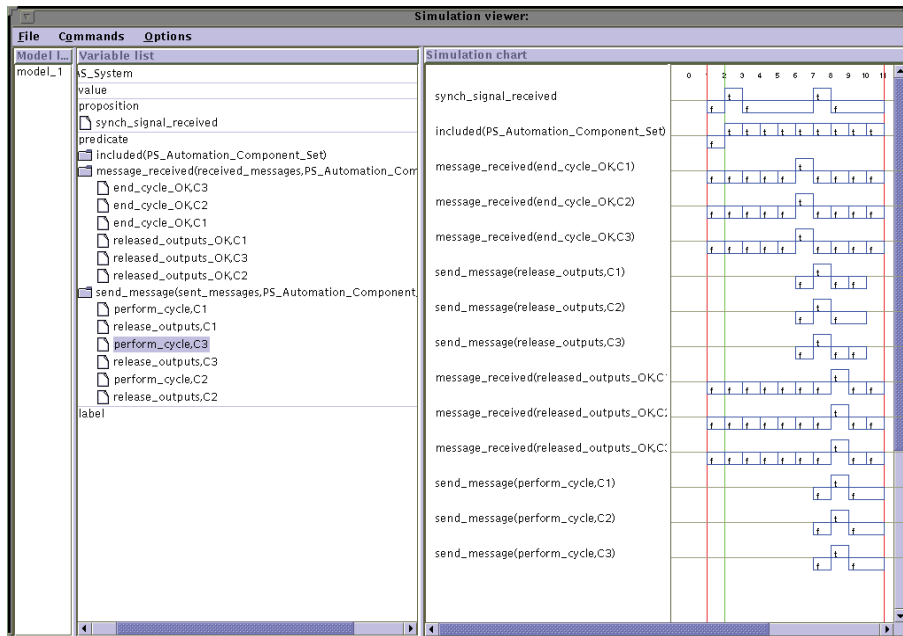 Simulation viewer:
File Commands Options
Model l... Variable list Simulation chart
model_1
AS_System
value
proposition
synch_signal_received
predicate
included(PS_Automation_Component_Set)
message_received(received_messages,PS_Automation_Com
end_cycle_OK,C3
end_cycle_OK,C2
end_cycle_OK,C1
released_outputs_OK,C1
released_outputs_OK,C3
released_outputs_OK,C2
send_message(sent_messages,PS_Automation_Component_
perform_cycle,C1
release_outputs,C1
perform_cycle,C3
release_outputs,C3
perform_cycle,C2
release_outputs,C2
label
0 1 2 3 4 5 6 7 8 9 10 11
synch_signal_received f t f t f
included(PS_Automation_Component_Set) f t t t t t t t t t
message_received(end_cycle_OK,C1) f f f f f t f f f f
message_received(end_cycle_OK,C2) f f f f f t f f f f
message_received(end_cycle_OK,C3) f f f f f t f f f f
send_message(release_outputs,C1) f t f f
send_message(release_outputs,C2) f t f
send_message(release_outputs,C3) f t f f
message_received(released_outputs_OK,C f f f f f f f t f f
message_received(released_outputs_OK,C f f f f f f f t f f
message_received(released_outputs_OK,C f f f f f f f t f f
send_message(perform_cycle,C1) f t f
send_message(perform_cycle,C2) f t f
send_message(perform_cycle,C3) f t f